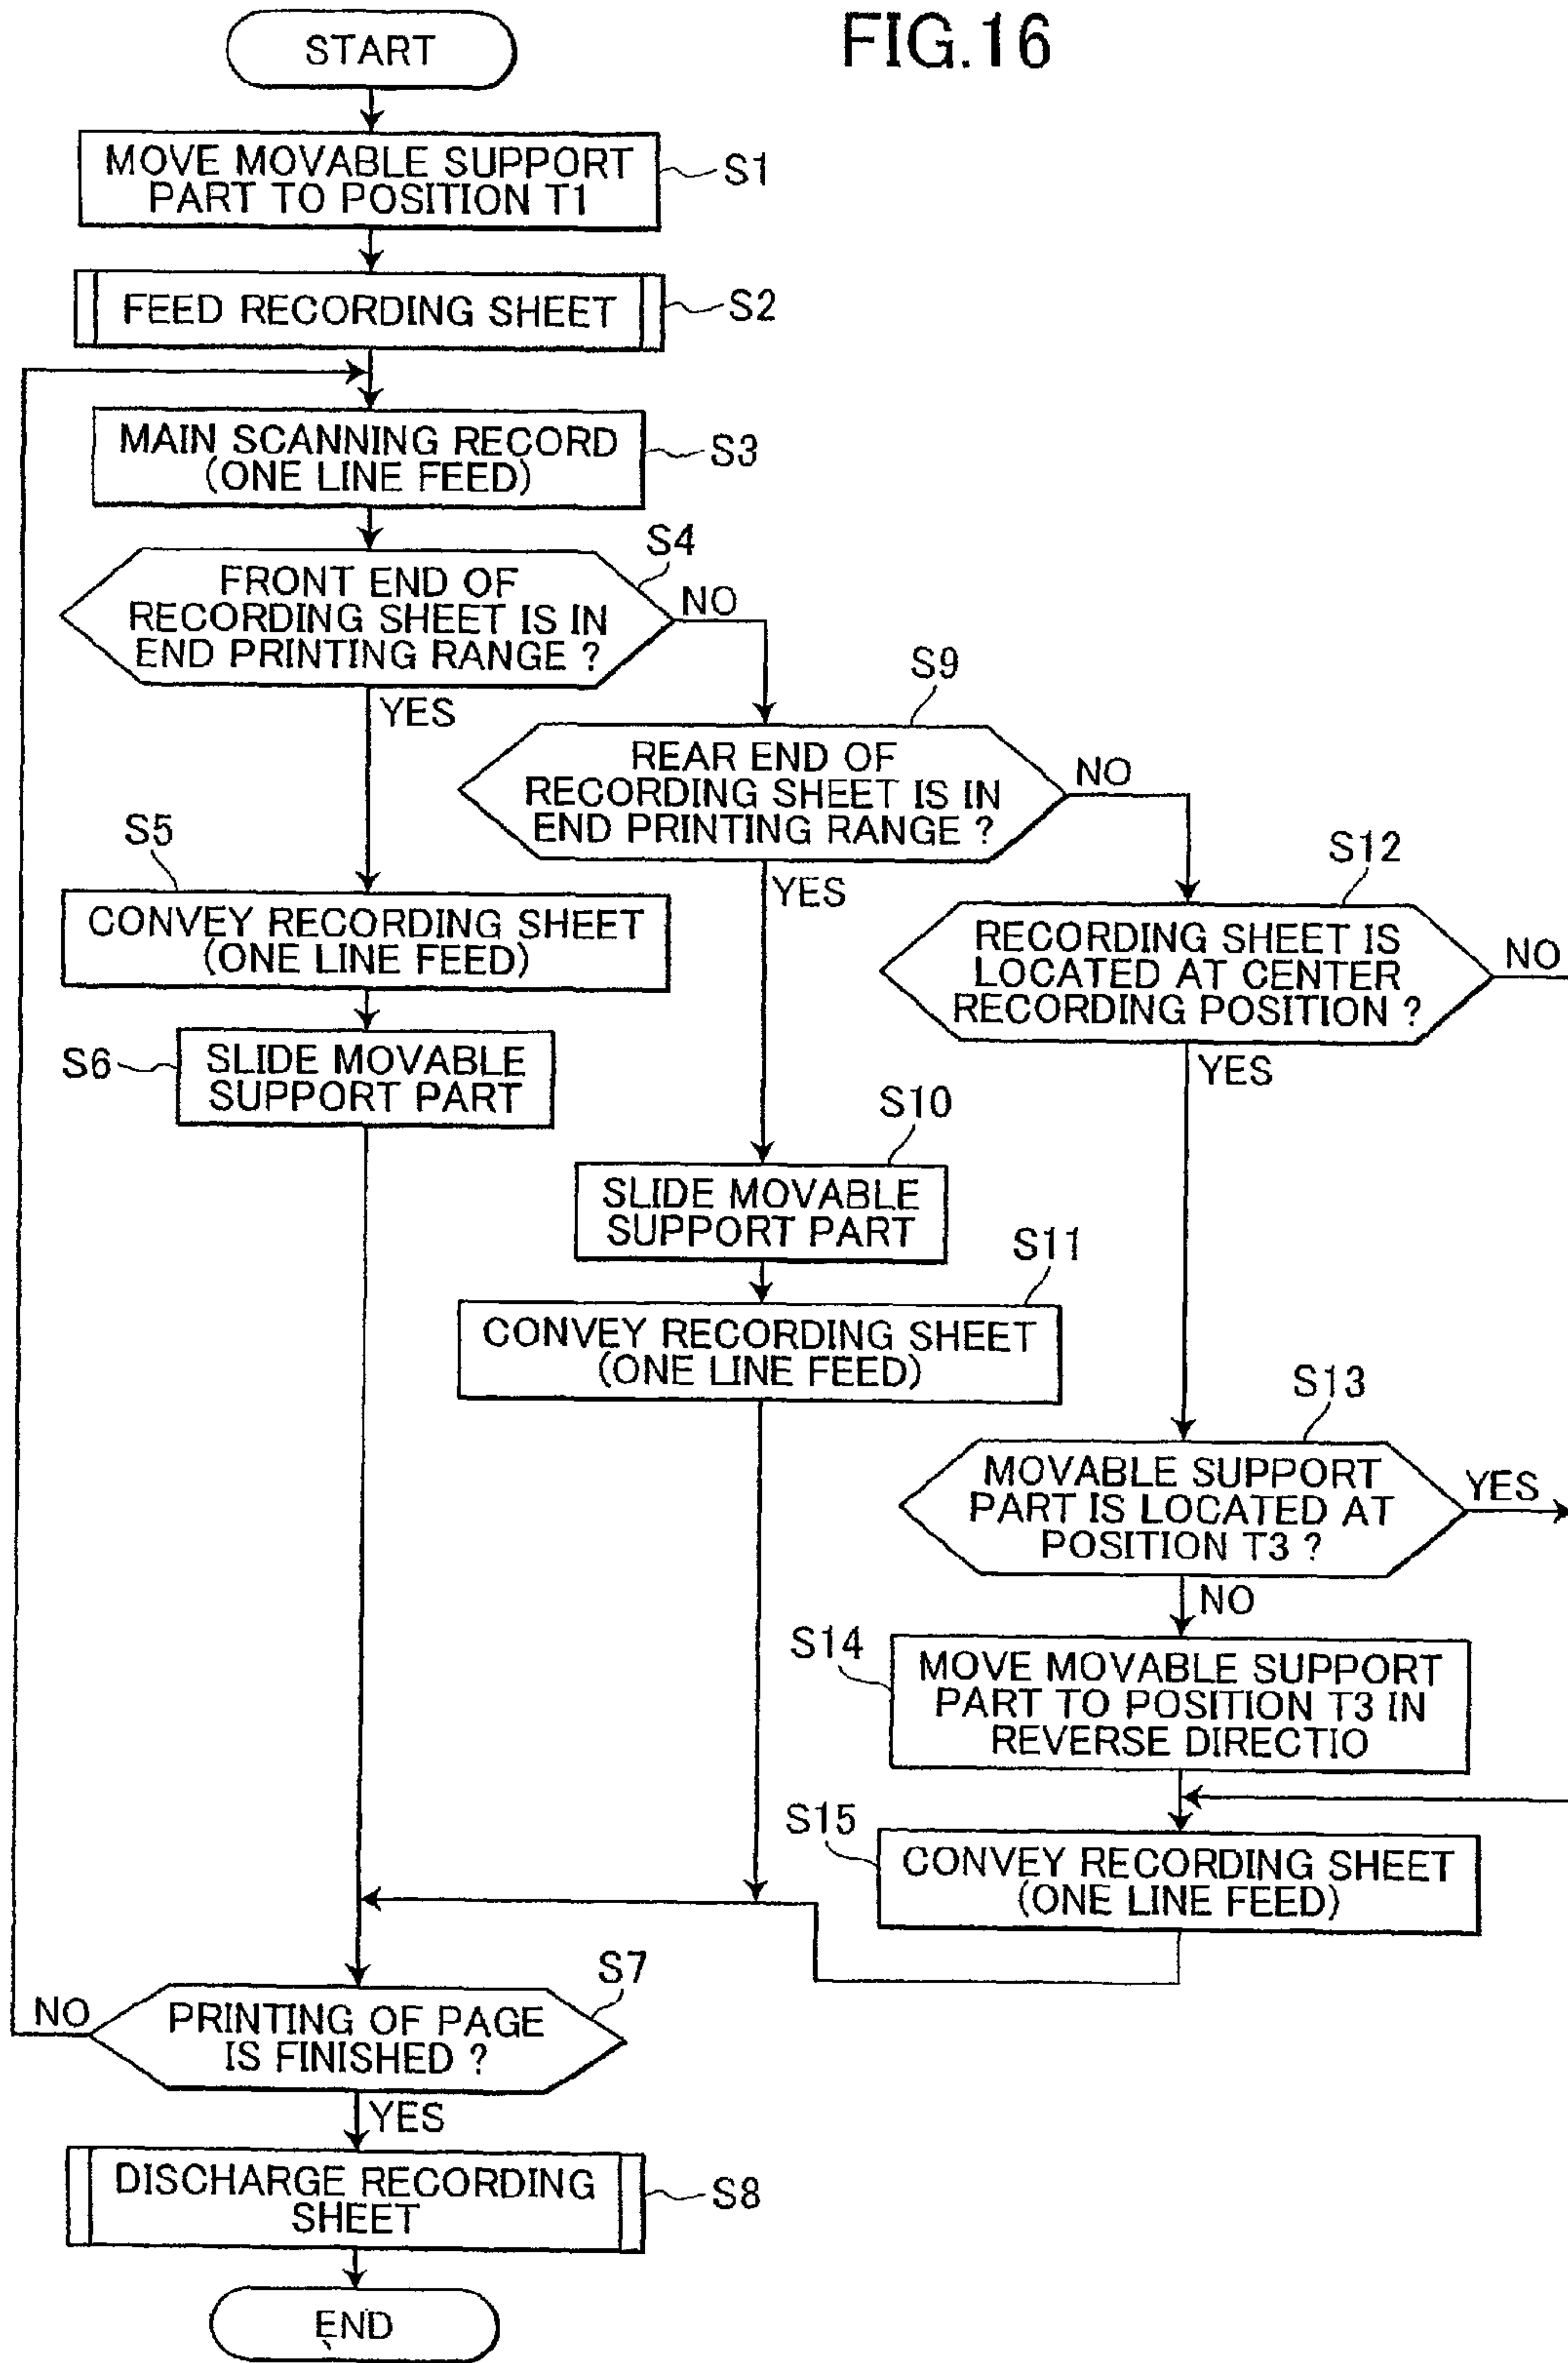 FIG.16
START
MOVE MOVABLE SUPPORT
PART TO POSITION T1
S1
FEED RECORDING SHEET
S2
MAIN SCANNING RECORD
(ONE LINE FEED)
S3
S4
FRONT END OF
RECORDING SHEET IS IN
END PRINTING RANGE ?
NO
YES
S9
REAR END OF
RECORDING SHEET IS IN
END PRINTING RANGE ?
NO
YES
S5
CONVEY RECORDING SHEET
(ONE LINE FEED)
S12
RECORDING SHEET IS
LOCATED AT CENTER
RECORDING POSITION ?
NO
YES
S6
SLIDE MOVABLE
SUPPORT PART
S10
SLIDE MOVABLE
SUPPORT PART
S11
CONVEY RECORDING SHEET
(ONE LINE FEED)
S13
MOVABLE SUPPORT
PART IS LOCATED AT
POSITION T3 ?
YES
NO
S14
MOVE MOVABLE SUPPORT
PART TO POSITION T3 IN
REVERSE DIRECTIO
S15
CONVEY RECORDING SHEET
(ONE LINE FEED)
S7
NO
PRINTING OF PAGE
IS FINISHED ?
YES
DISCHARGE RECORDING
SHEET
S8
END